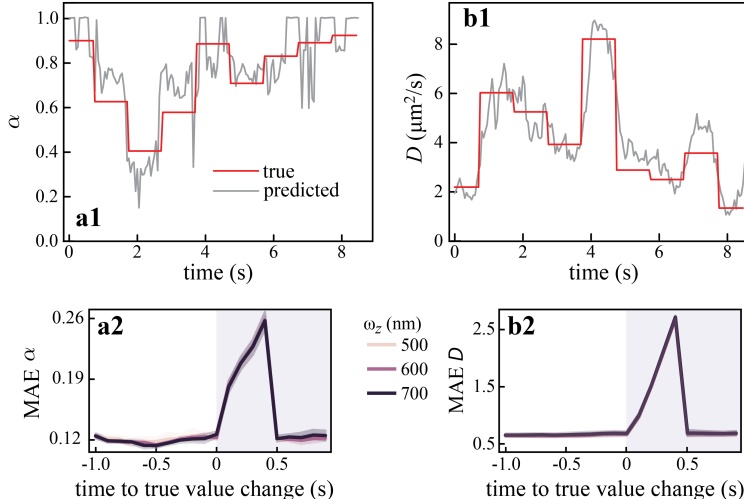 1.0
0.8
0.6
0.4
0.2
0.0
α
true
predicted
a1
0
2
4
6
8
time (s)
b1
8
6
4
2
D (μm²/s)
0
2
4
6
8
time (s)
a2
0.26
0.19
0.12
MAE α
-1.0
-0.5
0
0.5
time to true value change (s)
ω_z (nm)
500
600
700
b2
2.5
1.5
0.5
MAE D
-1.0
-0.5
0
0.5
time to true value change (s)